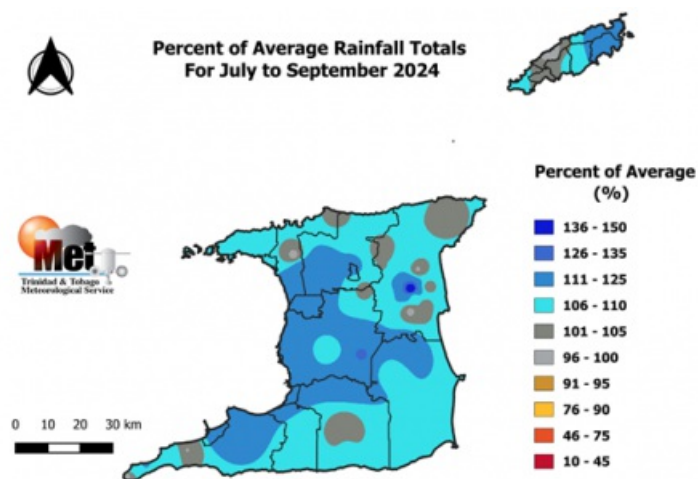 Percent of Average Rainfall Totals
For July to September 2024
Percent of Average
(%)
136 - 150
126 - 135
111 - 125
106 - 110
101 - 105
96 - 100
91 - 95
76 - 90
46 - 75
10 - 45
Met
Trinidad & Tobago
Meteorological Service
0 10 20 30 km